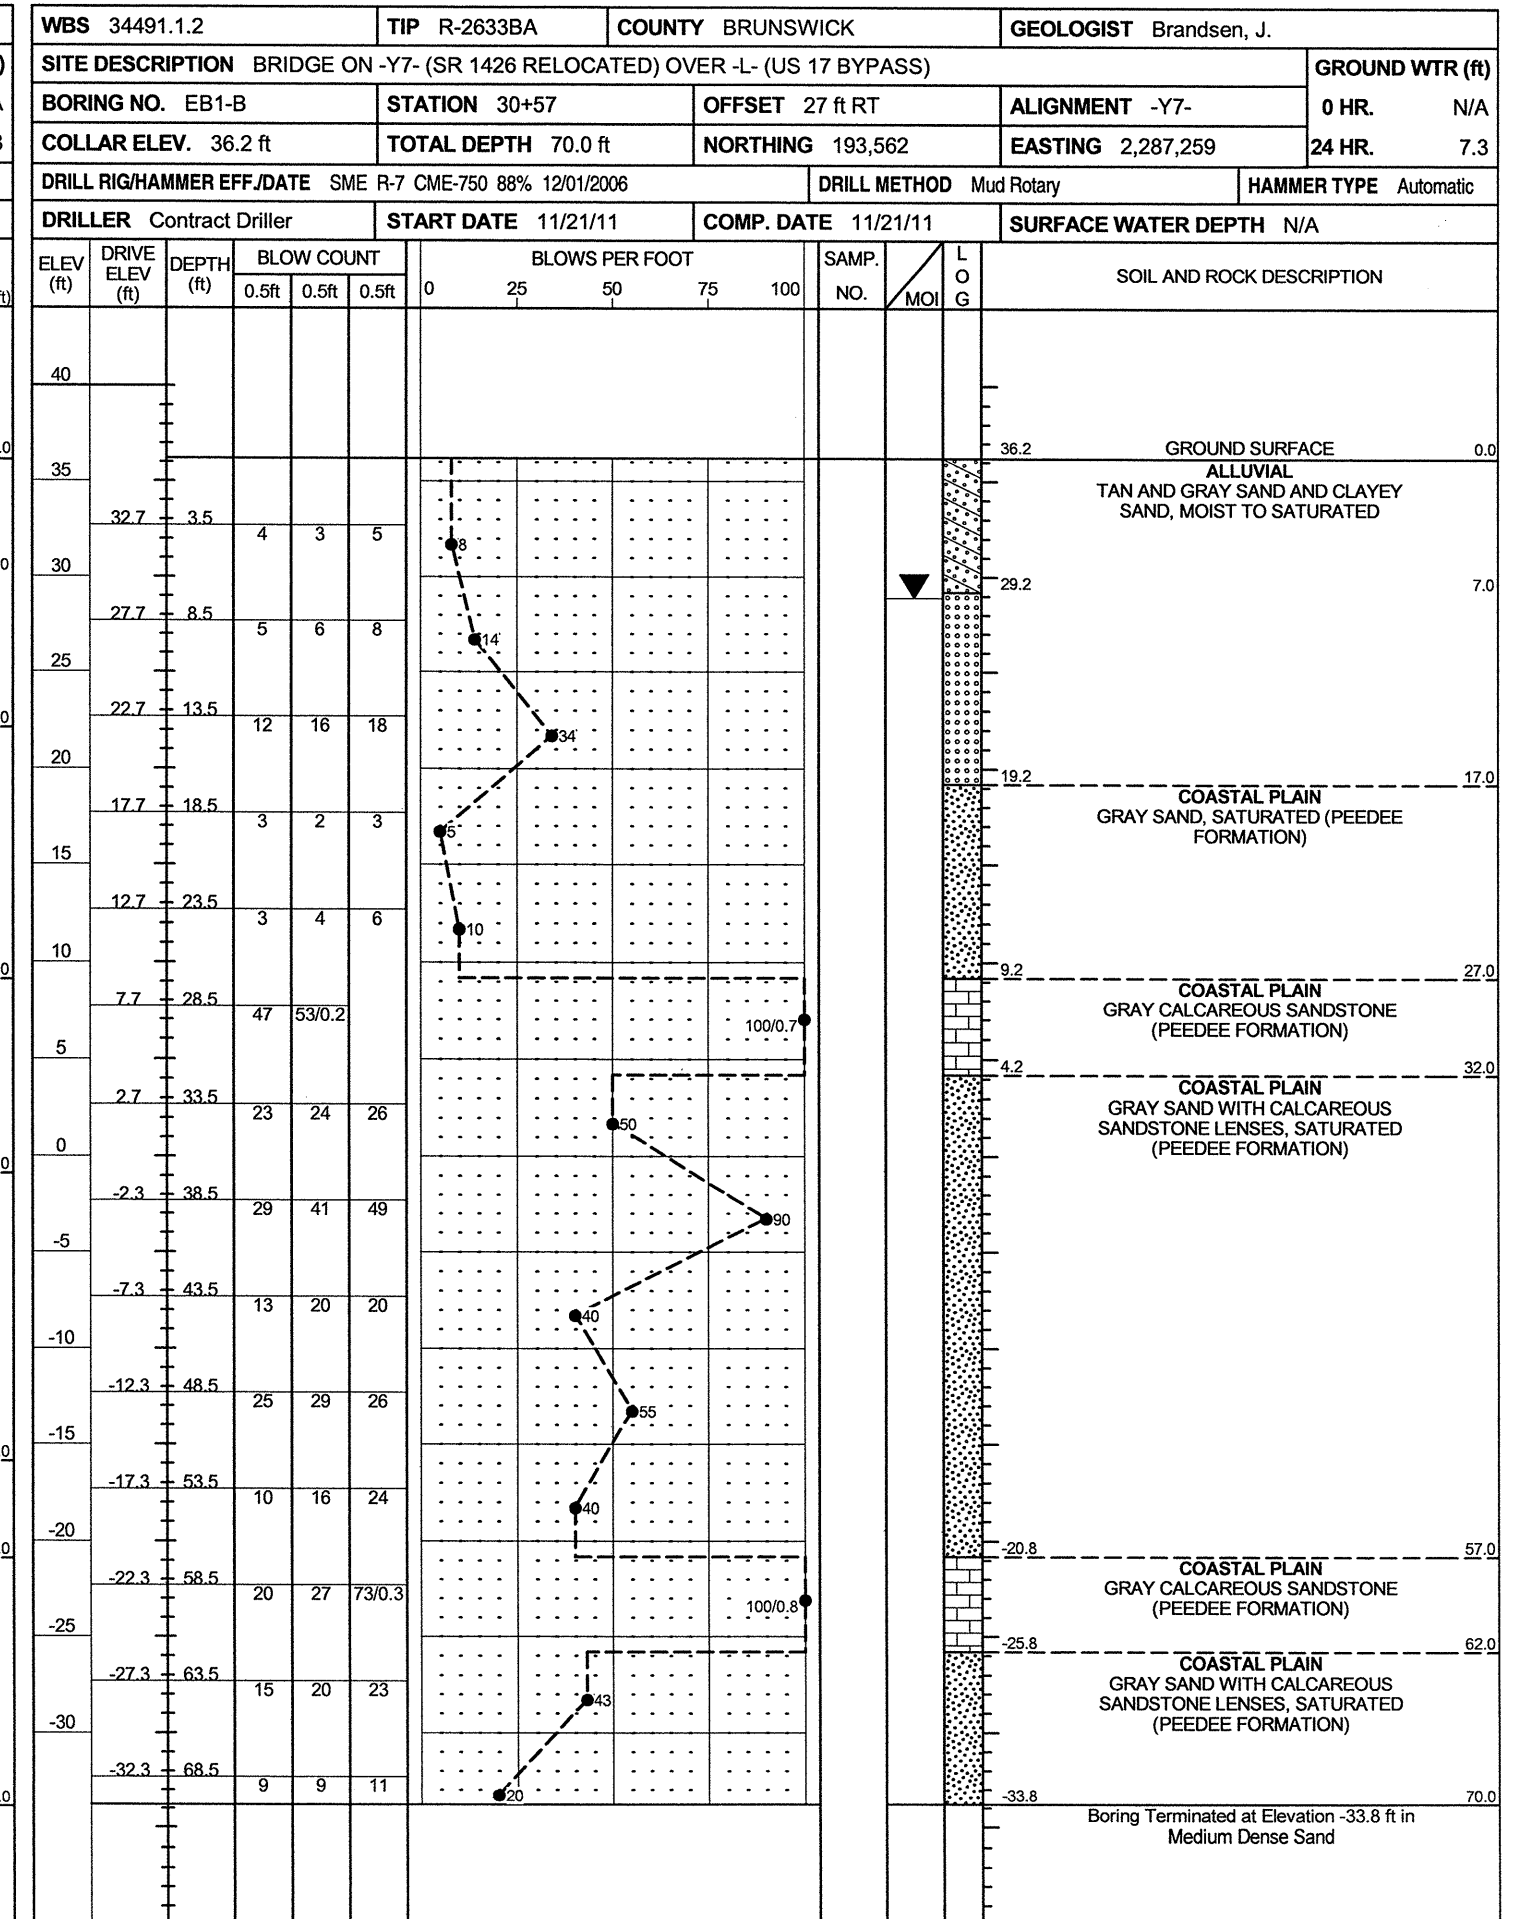 WBS 34491.1.2 TIP R-2633BA COUNTY BRUNSWICK GEOLOGIST Brandsen, J.
SITE DESCRIPTION BRIDGE ON -Y7- (SR 1426 RELOCATED) OVER -L- (US 17 BYPASS) GROUND WTR (ft)
BORING NO. EB1-B STATION 30+57 OFFSET 27 ft RT ALIGNMENT -Y7- 0 HR. N/A
COLLAR ELEV. 36.2 ft TOTAL DEPTH 70.0 ft NORTHING 193,562 EASTING 2,287,259 24 HR. 7.3
DRILL RIG/HAMMER EFF./DATE SME R-7 CME-750 88% 12/01/2006 DRILL METHOD Mud Rotary HAMMER TYPE Automatic
DRILLER Contract Driller START DATE 11/21/11 COMP. DATE 11/21/11 SURFACE WATER DEPTH N/A
ELEV (ft) DRIVE ELEV (ft) DEPTH (ft) BLOW COUNT BLOWS PER FOOT SAMP. NO. MOI L O G SOIL AND ROCK DESCRIPTION
0.5ft 0.5ft 0.5ft 0 25 50 75 100
40
36.2 GROUND SURFACE 0.0
35 ALLUVIAL
TAN AND GRAY SAND AND CLAYEY
SAND, MOIST TO SATURATED
32.7 3.5 4 3 5 8
30
29.2 7.0
27.7 8.5 5 6 8 14
25
22.7 13.5 12 16 18 34
20
19.2 17.0
COASTAL PLAIN
GRAY SAND, SATURATED (PEEDEE
FORMATION)
17.7 18.5 3 2 3 5
15
12.7 23.5 3 4 6 10
10
9.2 27.0
COASTAL PLAIN
GRAY CALCAREOUS SANDSTONE
(PEEDEE FORMATION)
7.7 28.5 47 53/0.2 100/0.7
5
4.2 32.0
COASTAL PLAIN
GRAY SAND WITH CALCAREOUS
SANDSTONE LENSES, SATURATED
(PEEDEE FORMATION)
2.7 33.5 23 24 26 50
0
-2.3 38.5 29 41 49 90
-5
-7.3 43.5 13 20 20 40
-10
-12.3 48.5 25 29 26 55
-15
-17.3 53.5 10 16 24 40
-20
-20.8 57.0
COASTAL PLAIN
GRAY CALCAREOUS SANDSTONE
(PEEDEE FORMATION)
-22.3 58.5 20 27 73/0.3 100/0.8
-25
-25.8 62.0
COASTAL PLAIN
GRAY SAND WITH CALCAREOUS
SANDSTONE LENSES, SATURATED
(PEEDEE FORMATION)
-27.3 63.5 15 20 23 43
-30
-32.3 68.5 9 9 11 20
-33.8 70.0
Boring Terminated at Elevation -33.8 ft in
Medium Dense Sand